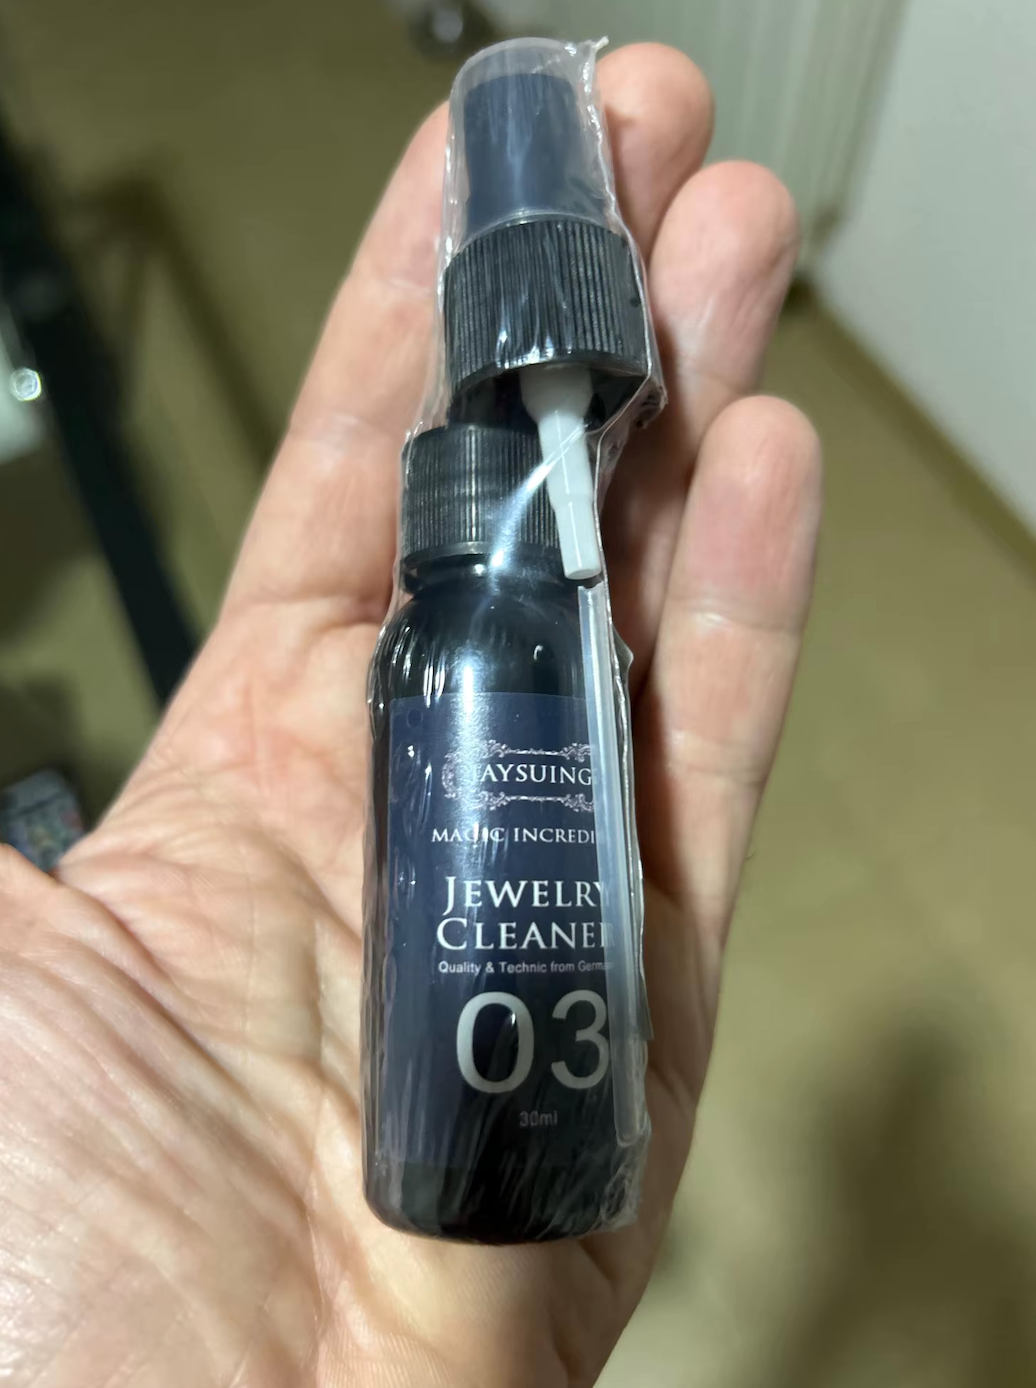 AYSUING
MAGIC INCREDI
JEWELRY
CLEANER
Quality & Technic from German
03
30ml